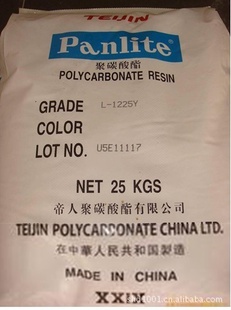 TEIJIN
Panlite
聚碳酸酯
POLYCARBONATE RESIN
GRADE L-1225Y
COLOR
LOT NO. U5E11117
NET 25 KGS
帝人聚碳酸酯有限公司
TEIJIN POLYCARBONATE CHINA LTD.
在中華人民共和国製造
MADE IN CHINA
XXIX